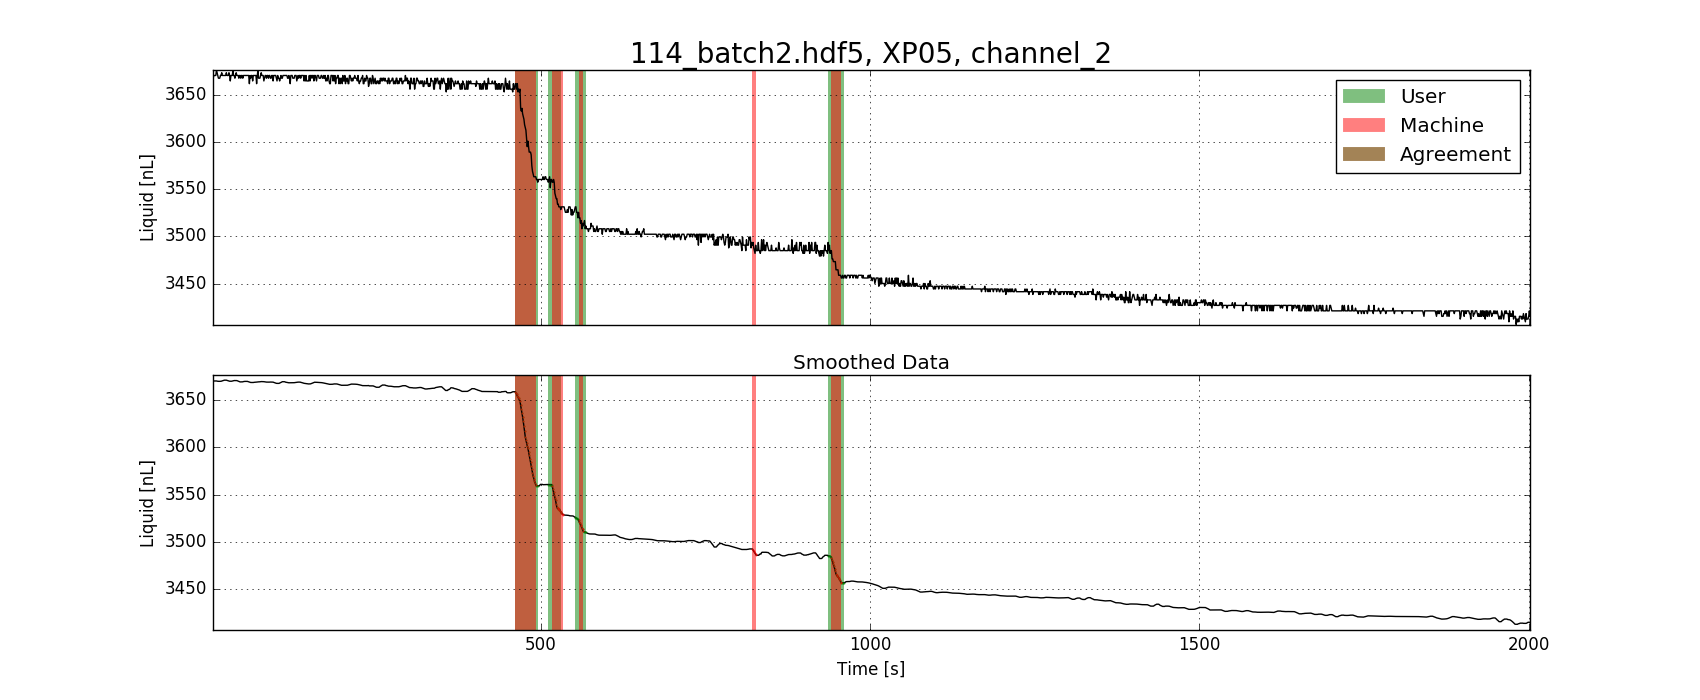 114_batch2.hdf5, XP05, channel_2
Liquid [nL]
3650
3600
3550
3500
3450
User
Machine
Agreement
Smoothed Data
Liquid [nL]
3650
3600
3550
3500
3450
500 1000 1500 2000
Time [s]